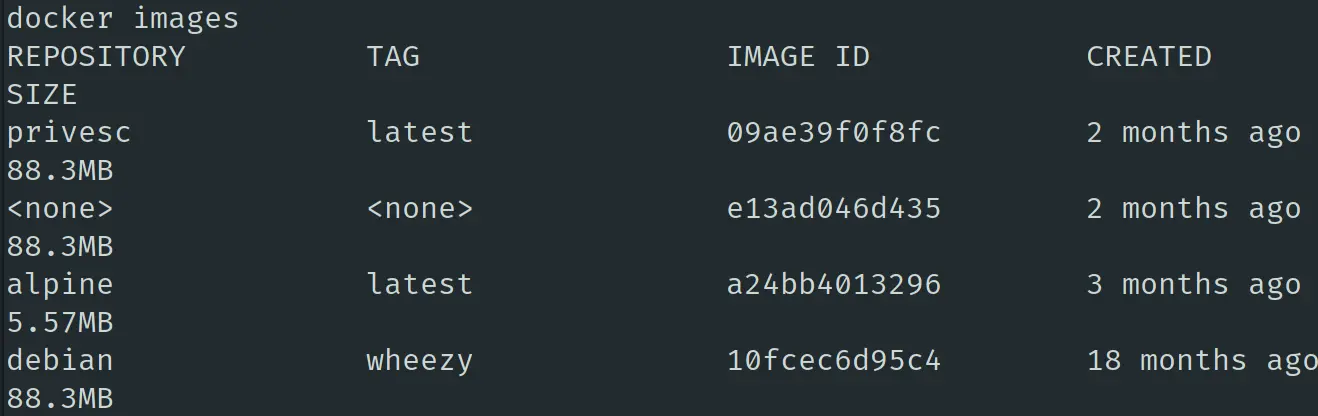 docker images
REPOSITORY TAG IMAGE ID CREATED
SIZE
privesc latest 09ae39f0f8fc 2 months ago
88.3MB
<none> <none> e13ad046d435 2 months ago
88.3MB
alpine latest a24bb4013296 3 months ago
5.57MB
debian wheezy 10fcec6d95c4 18 months ago
88.3MB